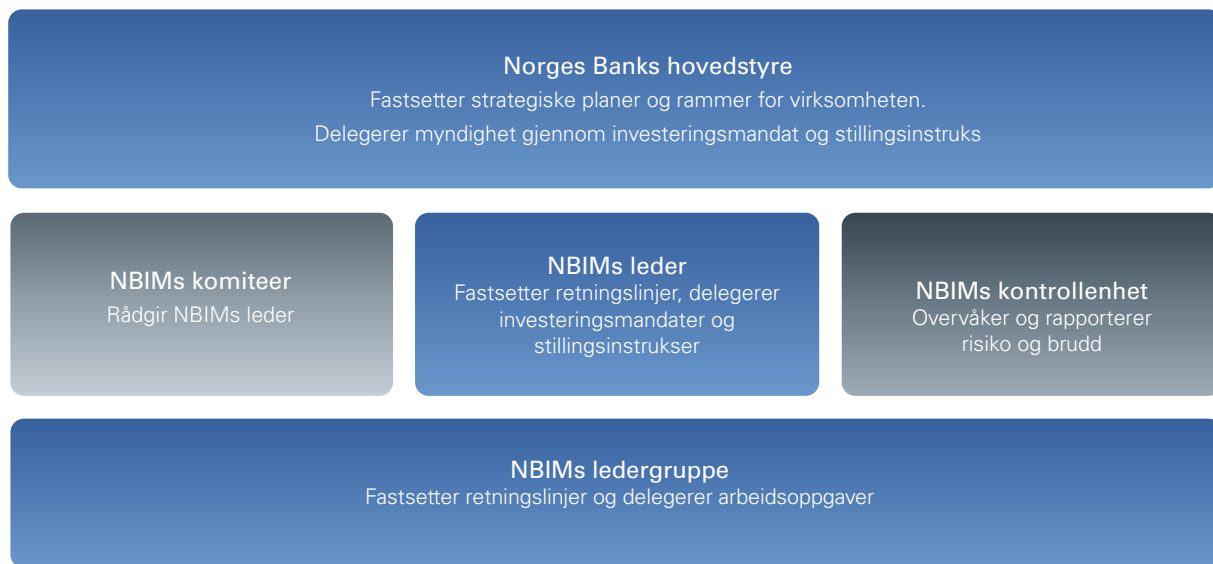 Norges Banks hovedstyre
Fastsetter strategiske planer og rammer for virksomheten.
Delegerer myndighet gjennom investeringsmandat og stillingsinstruks
NBIMs komiteer
Rådgir NBIMs leder
NBIMs leder
Fastsetter retningslinjer, delegerer
investeringsmandater og
stillingsinstrukser
NBIMs kontrollenhet
Overvåker og rapporterer
risiko og brudd
NBIMs ledergruppe
Fastsetter retningslinjer og delegerer arbeidsoppgaver